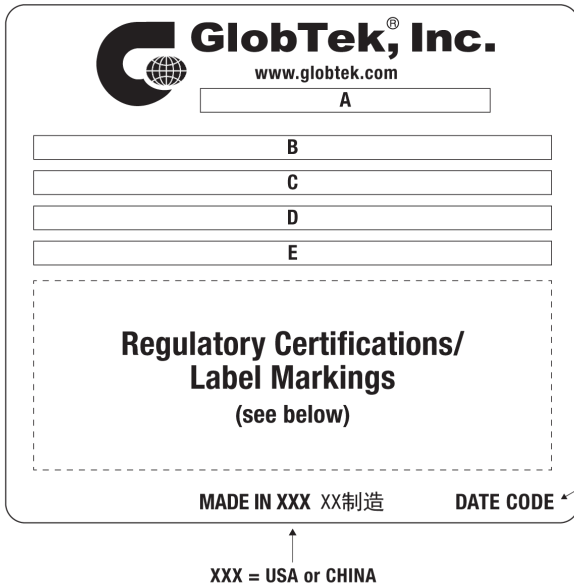 GlobTek®, Inc.
www.globtek.com
A
B
C
D
E
Regulatory Certifications/
Label Markings
(see below)
MADE IN XXX XX制造 DATE CODE
XXX = USA or CHINA